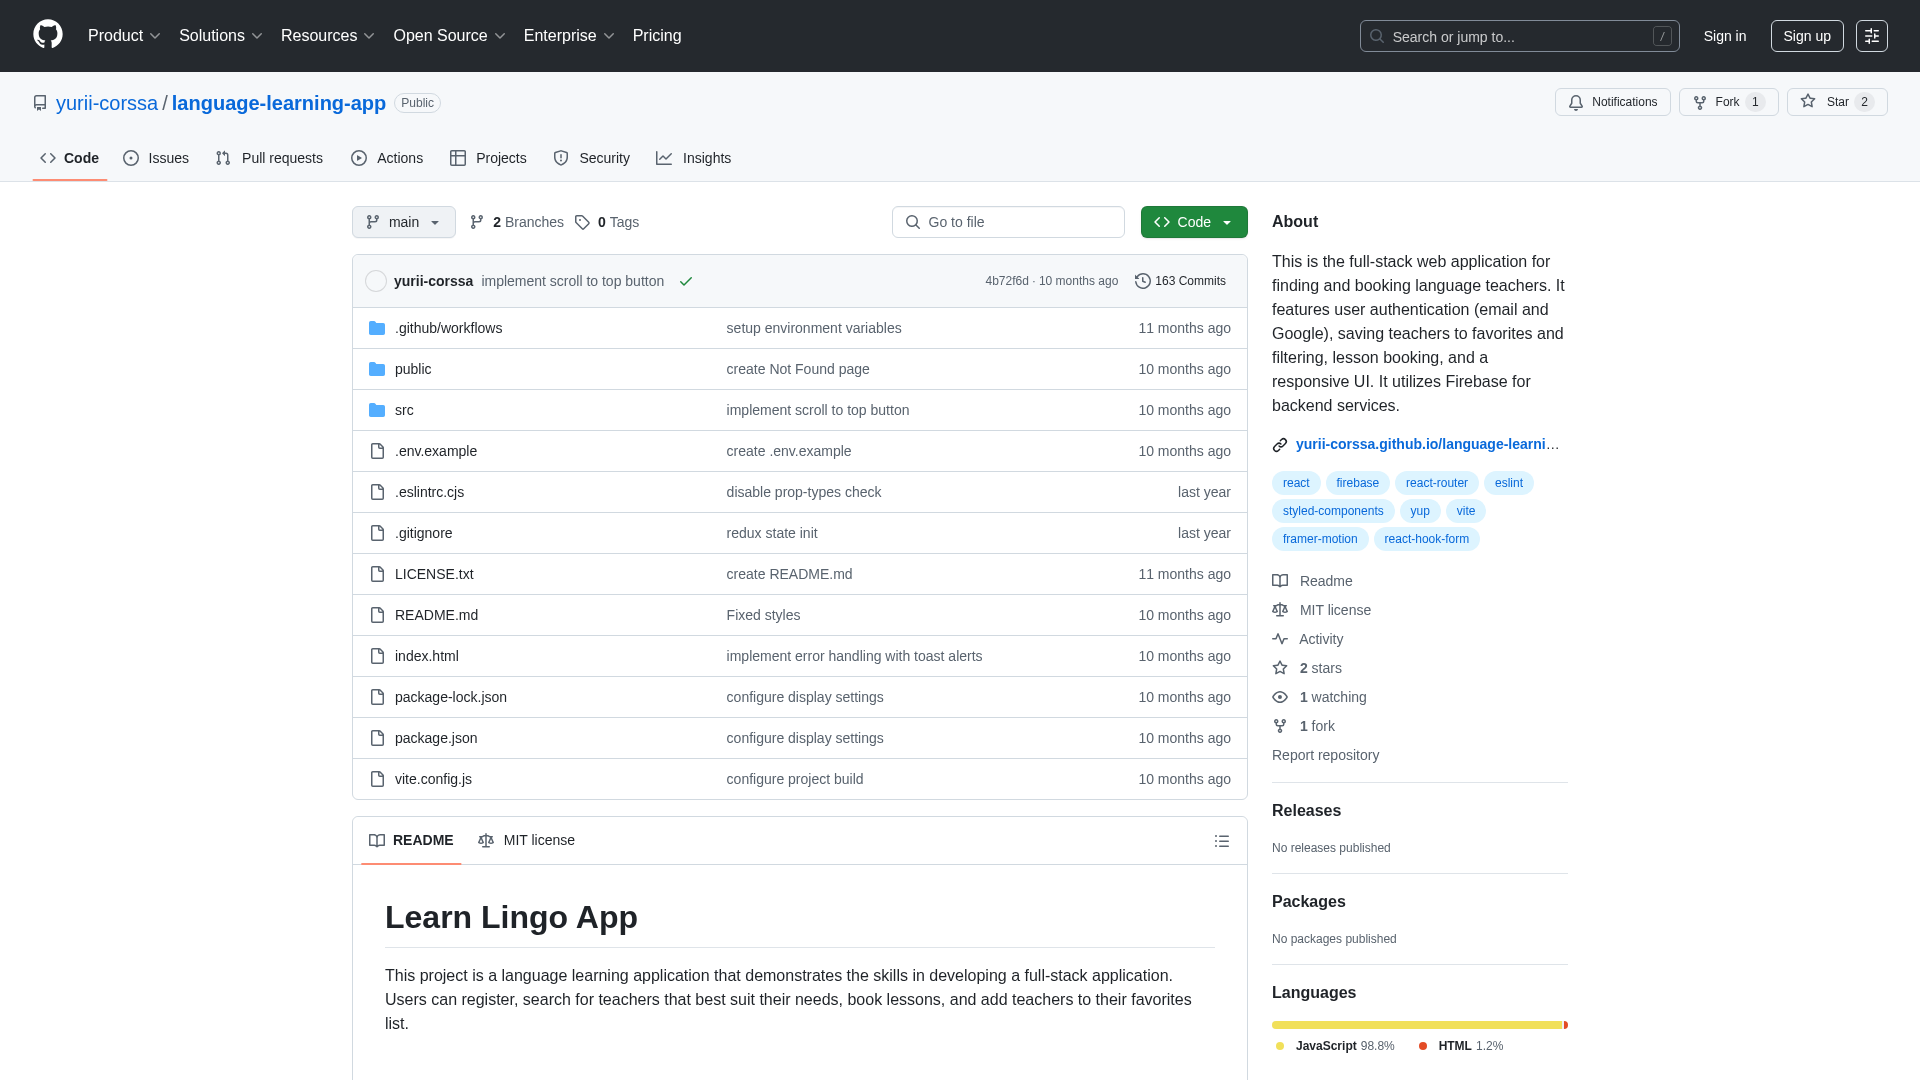 Product Solutions Resources Open Source Enterprise Pricing Search or jump to... / Sign in Sign up
yurii-corssa / language-learning-app Public Notifications Fork 1 Star 2
Code Issues Pull requests Actions Projects Security Insights
main 2 Branches 0 Tags Go to file Code
yurii-corssa implement scroll to top button 4b72f6d · 10 months ago 163 Commits
.github/workflows setup environment variables 11 months ago
public create Not Found page 10 months ago
src implement scroll to top button 10 months ago
.env.example create .env.example 10 months ago
.eslintrc.cjs disable prop-types check last year
.gitignore redux state init last year
LICENSE.txt create README.md 11 months ago
README.md Fixed styles 10 months ago
index.html implement error handling with toast alerts 10 months ago
package-lock.json configure display settings 10 months ago
package.json configure display settings 10 months ago
vite.config.js configure project build 10 months ago
README MIT license
Learn Lingo App
This project is a language learning application that demonstrates the skills in developing a full-stack application.
Users can register, search for teachers that best suit their needs, book lessons, and add teachers to their favorites
list.
About
This is the full-stack web application for
finding and booking language teachers. It
features user authentication (email and
Google), saving teachers to favorites and
filtering, lesson booking, and a
responsive UI. It utilizes Firebase for
backend services.
yurii-corssa.github.io/language-learni…
react firebase react-router eslint
styled-components yup vite
framer-motion react-hook-form
Readme
MIT license
Activity
2 stars
1 watching
1 fork
Report repository
Releases
No releases published
Packages
No packages published
Languages
JavaScript 98.8% HTML 1.2%